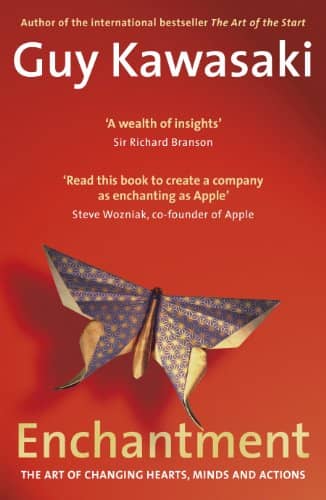 Author of the international bestseller The Art of the Start
Guy Kawasaki
‘A wealth of insights’
Sir Richard Branson
‘Read this book to create a company
as enchanting as Apple’
Steve Wozniak, co-founder of Apple
Enchantment
THE ART OF CHANGING HEARTS, MINDS AND ACTIONS